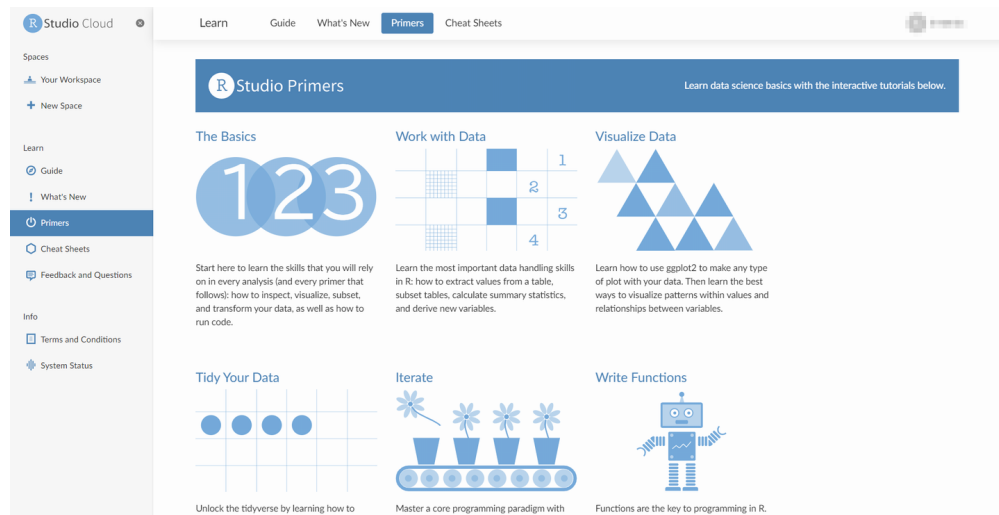 R Studio Cloud
Spaces
Your Workspace
New Space
Learn
Guide
What's New
Primers
Cheat Sheets
Feedback and Questions
Info
Terms and Conditions
System Status
Learn Guide What's New Primers Cheat Sheets
R Studio Primers
Learn data science basics with the interactive tutorials below.
The Basics
123
Start here to learn the skills that you will rely
on in every analysis (and every primer that
follows): how to inspect, visualize, subset,
and transform your data, as well as how to
run code.
Work with Data
1
2
3
4
Learn the most important data handling skills
in R: how to extract values from a table,
subset tables, calculate summary statistics,
and derive new variables.
Visualize Data
Learn how to use ggplot2 to make any type
of plot with your data. Then learn the best
ways to visualize patterns within values and
relationships between variables.
Tidy Your Data
Unlock the tidyverse by learning how to
Iterate
Master a core programming paradigm with
Write Functions
Functions are the key to programming in R.